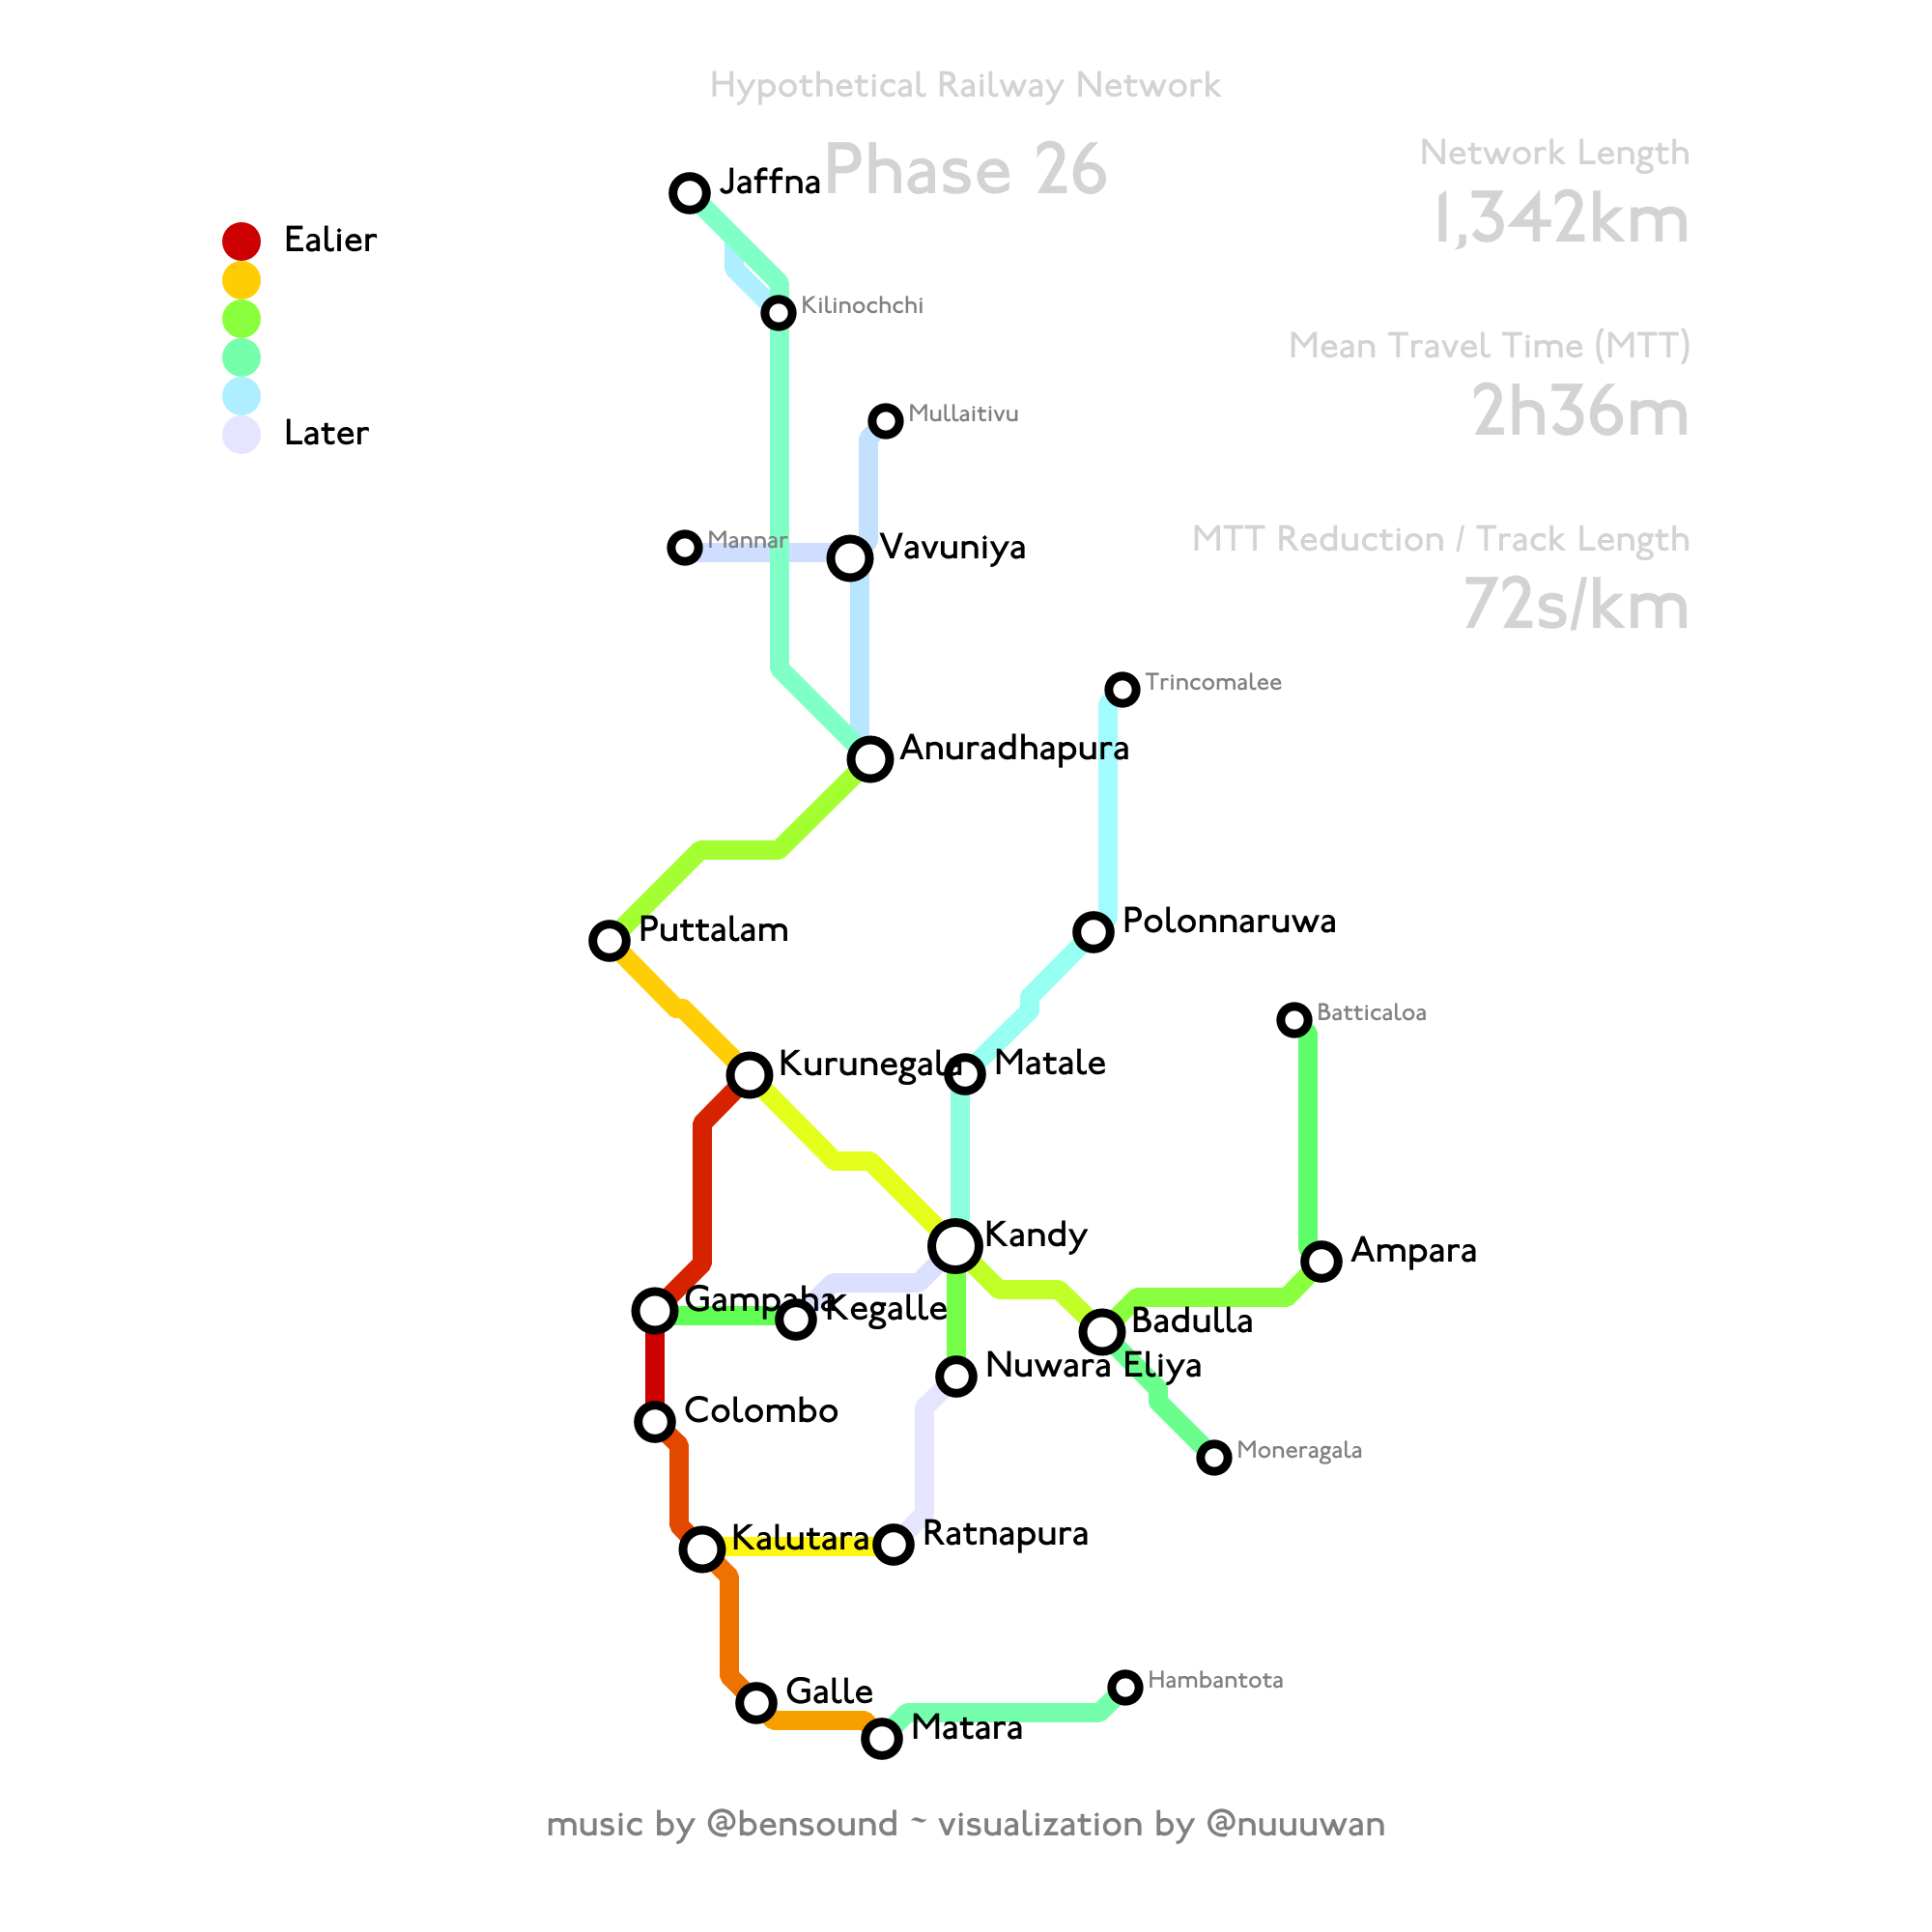 Hypothetical Railway Network
Phase 26
Network Length
1,342km
Mean Travel Time (MTT)
2h36m
MTT Reduction / Track Length
72s/km
Ealier
Later
Jaffna
Kilinochchi
Mullaitivu
Mannar
Vavuniya
Trincomalee
Anuradhapura
Polonnaruwa
Puttalam
Batticaloa
Kurunegala
Matale
Kandy
Ampara
Gampaha
Kegalle
Badulla
Nuwara Eliya
Colombo
Moneragala
Kalutara
Ratnapura
Galle
Hambantota
Matara
music by @bensound ~ visualization by @nuuuwan